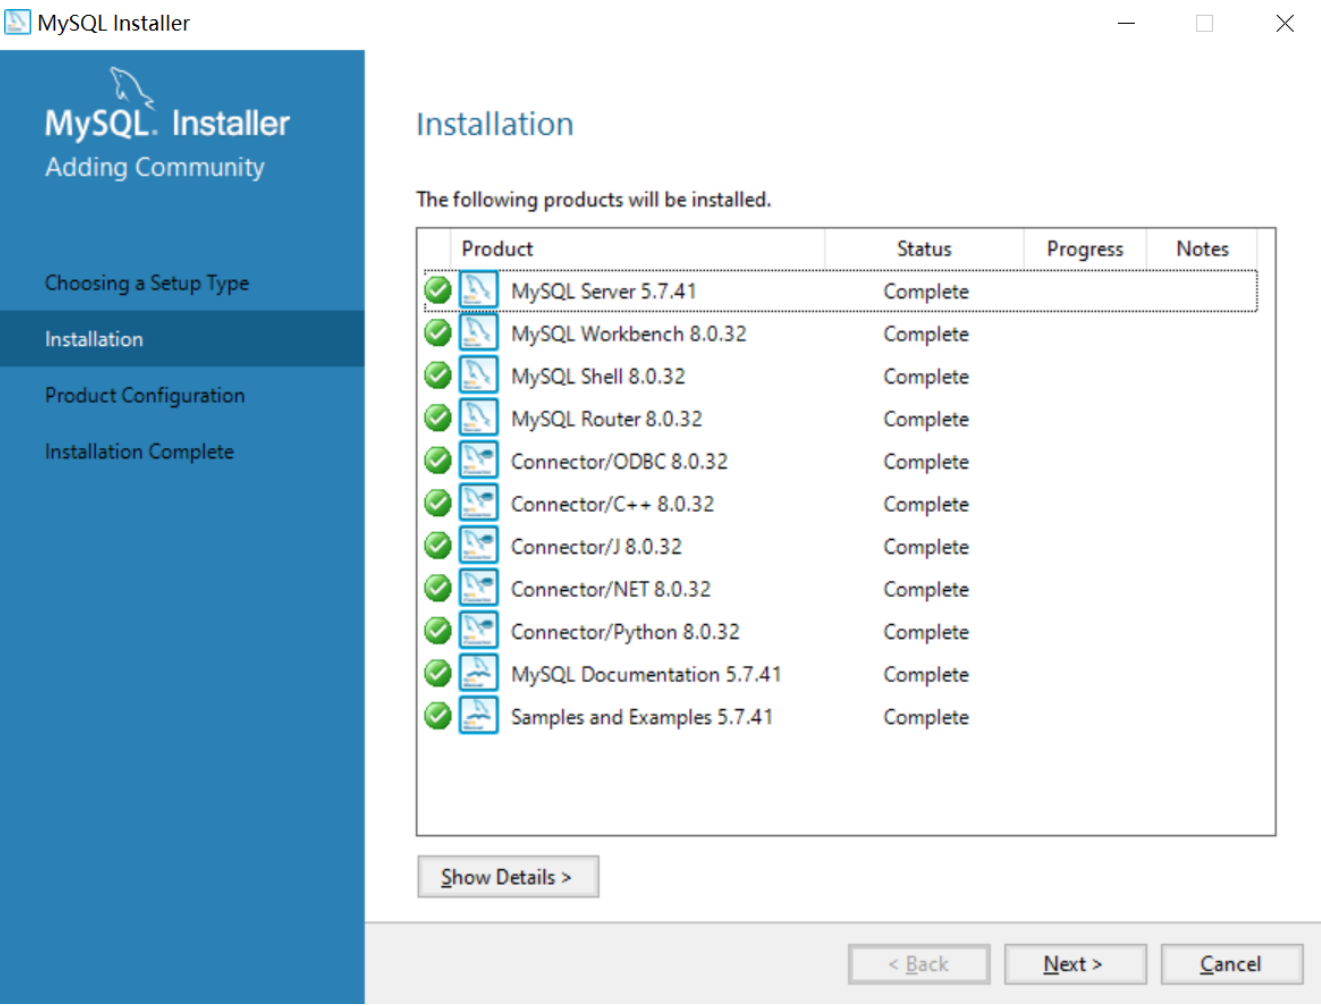 MySQL Installer
MySQL. Installer
Adding Community
Choosing a Setup Type
Installation
Product Configuration
Installation Complete
Installation
The following products will be installed.
Product Status Progress Notes
MySQL Server 5.7.41 Complete
MySQL Workbench 8.0.32 Complete
MySQL Shell 8.0.32 Complete
MySQL Router 8.0.32 Complete
Connector/ODBC 8.0.32 Complete
Connector/C++ 8.0.32 Complete
Connector/J 8.0.32 Complete
Connector/NET 8.0.32 Complete
Connector/Python 8.0.32 Complete
MySQL Documentation 5.7.41 Complete
Samples and Examples 5.7.41 Complete
Show Details >
< Back Next > Cancel